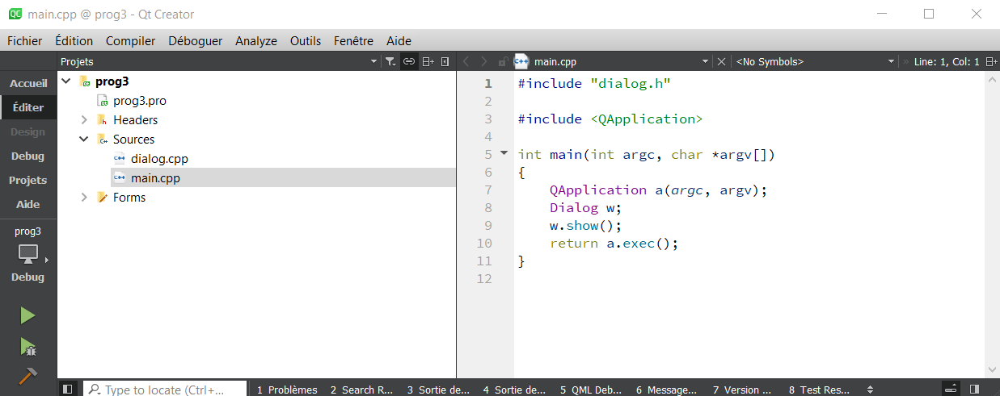 main.cpp @ prog3 - Qt Creator
Fichier Édition Compiler Déboguer Analyze Outils Fenêtre Aide
Projets
main.cpp
<No Symbols>
Line: 1, Col: 1
Accueil
Éditer
Design
Debug
Projets
Aide
prog3
Debug
prog3
prog3.pro
Headers
Sources
dialog.cpp
main.cpp
Forms
1 #include "dialog.h"
2
3 #include <QApplication>
4
5 int main(int argc, char *argv[])
6 {
7 QApplication a(argc, argv);
8 Dialog w;
9 w.show();
10 return a.exec();
11 }
12
Type to locate (Ctrl+...
1 Problèmes 2 Search R... 3 Sortie de... 4 Sortie de... 5 QML Deb... 6 Message... 7 Version ... 8 Test Res...